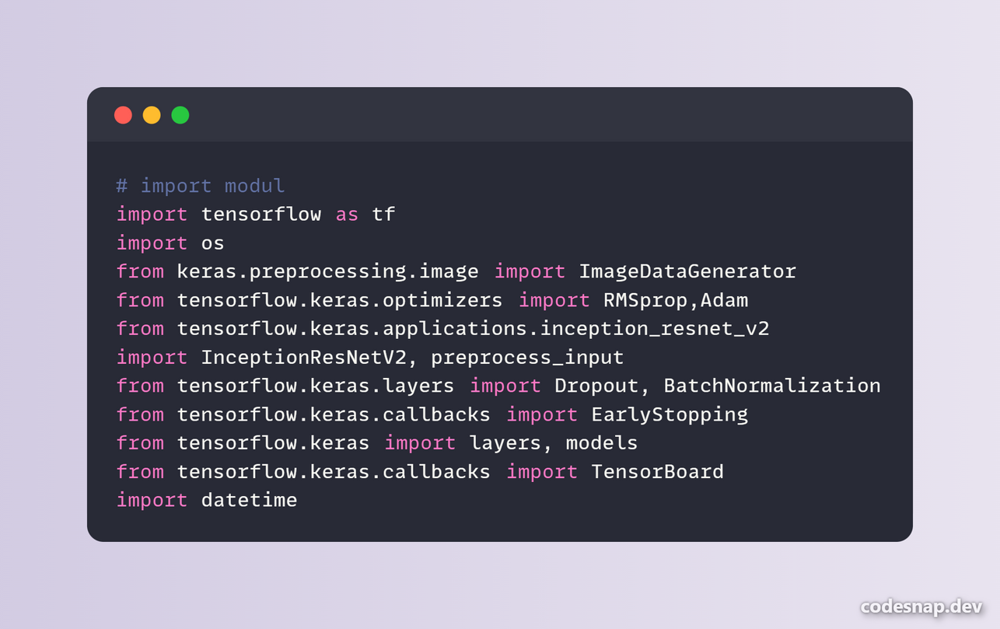 # import modul
import tensorflow as tf
import os
from keras.preprocessing.image import ImageDataGenerator
from tensorflow.keras.optimizers import RMSprop,Adam
from tensorflow.keras.applications.inception_resnet_v2
import InceptionResNetV2, preprocess_input
from tensorflow.keras.layers import Dropout, BatchNormalization
from tensorflow.keras.callbacks import EarlyStopping
from tensorflow.keras import layers, models
from tensorflow.keras.callbacks import TensorBoard
import datetime
codesnap.dev